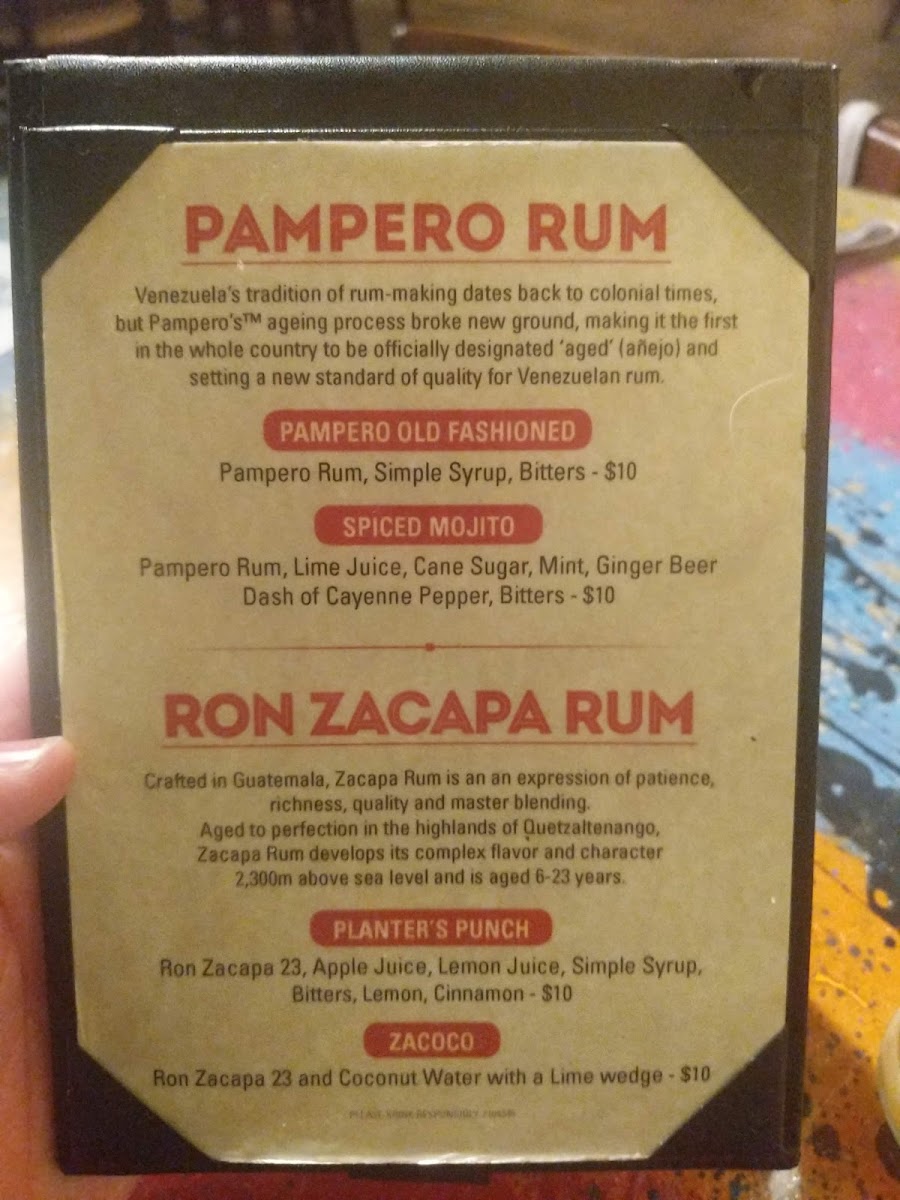 PAMPERO RUM
Venezuela's tradition of rum-making dates back to colonial times,
but Pampero's™ ageing process broke new ground, making it the first
in the whole country to be officially designated 'aged' (añejo) and
setting a new standard of quality for Venezuelan rum.
PAMPERO OLD FASHIONED
Pampero Rum, Simple Syrup, Bitters - $10
SPICED MOJITO
Pampero Rum, Lime Juice, Cane Sugar, Mint, Ginger Beer
Dash of Cayenne Pepper, Bitters - $10
RON ZACAPA RUM
Crafted in Guatemala, Zacapa Rum is an an expression of patience,
richness, quality and master blending.
Aged to perfection in the highlands of Quetzaltenango,
Zacapa Rum develops its complex flavor and character
2,300m above sea level and is aged 6-23 years.
PLANTER'S PUNCH
Ron Zacapa 23, Apple Juice, Lemon Juice, Simple Syrup,
Bitters, Lemon, Cinnamon - $10
ZACOCO
Ron Zacapa 23 and Coconut Water with a Lime wedge - $10
PLEASE DRINK RESPONSIBLY